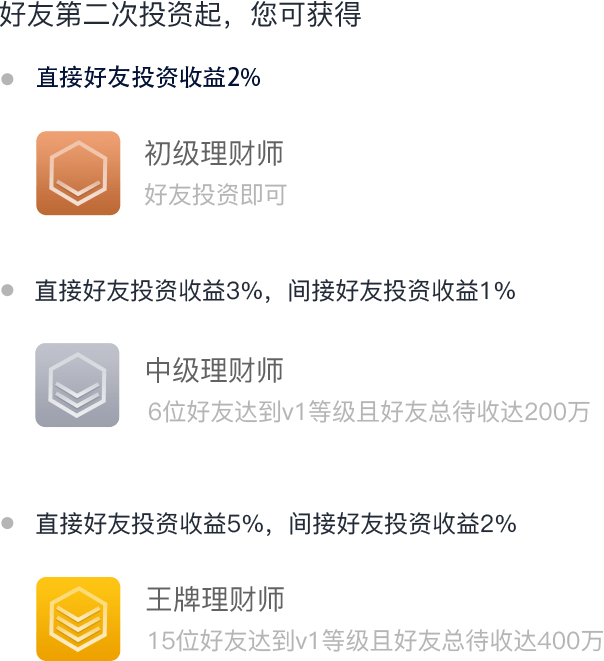 好友第二次投资起，您可获得
直接好友投资收益2%
初级理财师
好友投资即可
直接好友投资收益3%，间接好友投资收益1%
中级理财师
6位好友达到v1等级且好友总待收达200万
直接好友投资收益5%，间接好友投资收益2%
王牌理财师
15位好友达到v1等级且好友总待收达400万